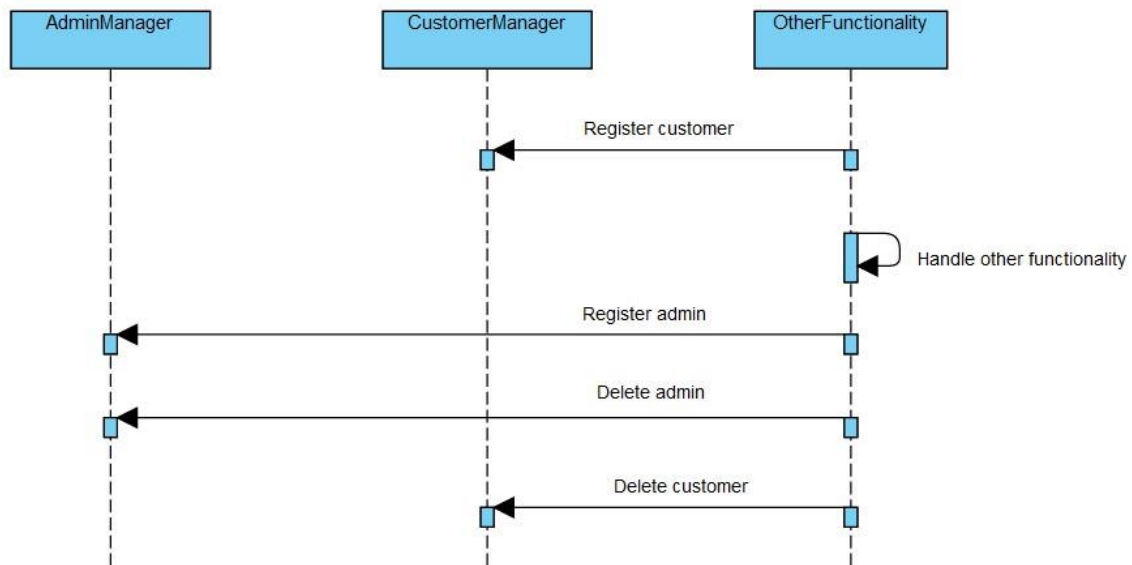 AdminManager
CustomerManager
OtherFunctionality
Register customer
Handle other functionality
Register admin
Delete admin
Delete customer